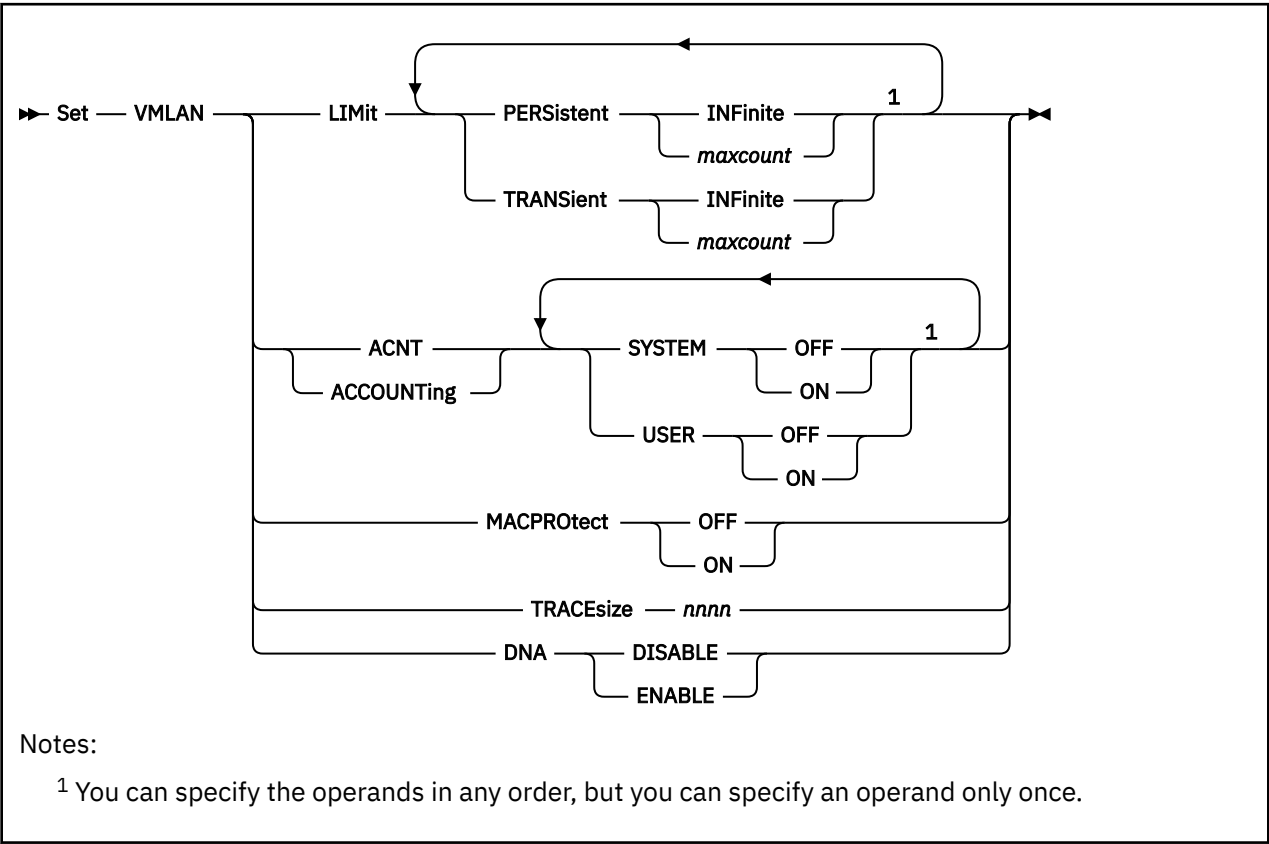 1
Set VMLAN LIMit PERSistent INFinite
maxcount
TRANSient INFinite
maxcount
1
ACNT SYSTEM OFF
ACCOUNTing ON
USER OFF
ON
MACPROtect OFF
ON
TRACEsize nnnn
DNA DISABLE
ENABLE
Notes:
1 You can specify the operands in any order, but you can specify an operand only once.